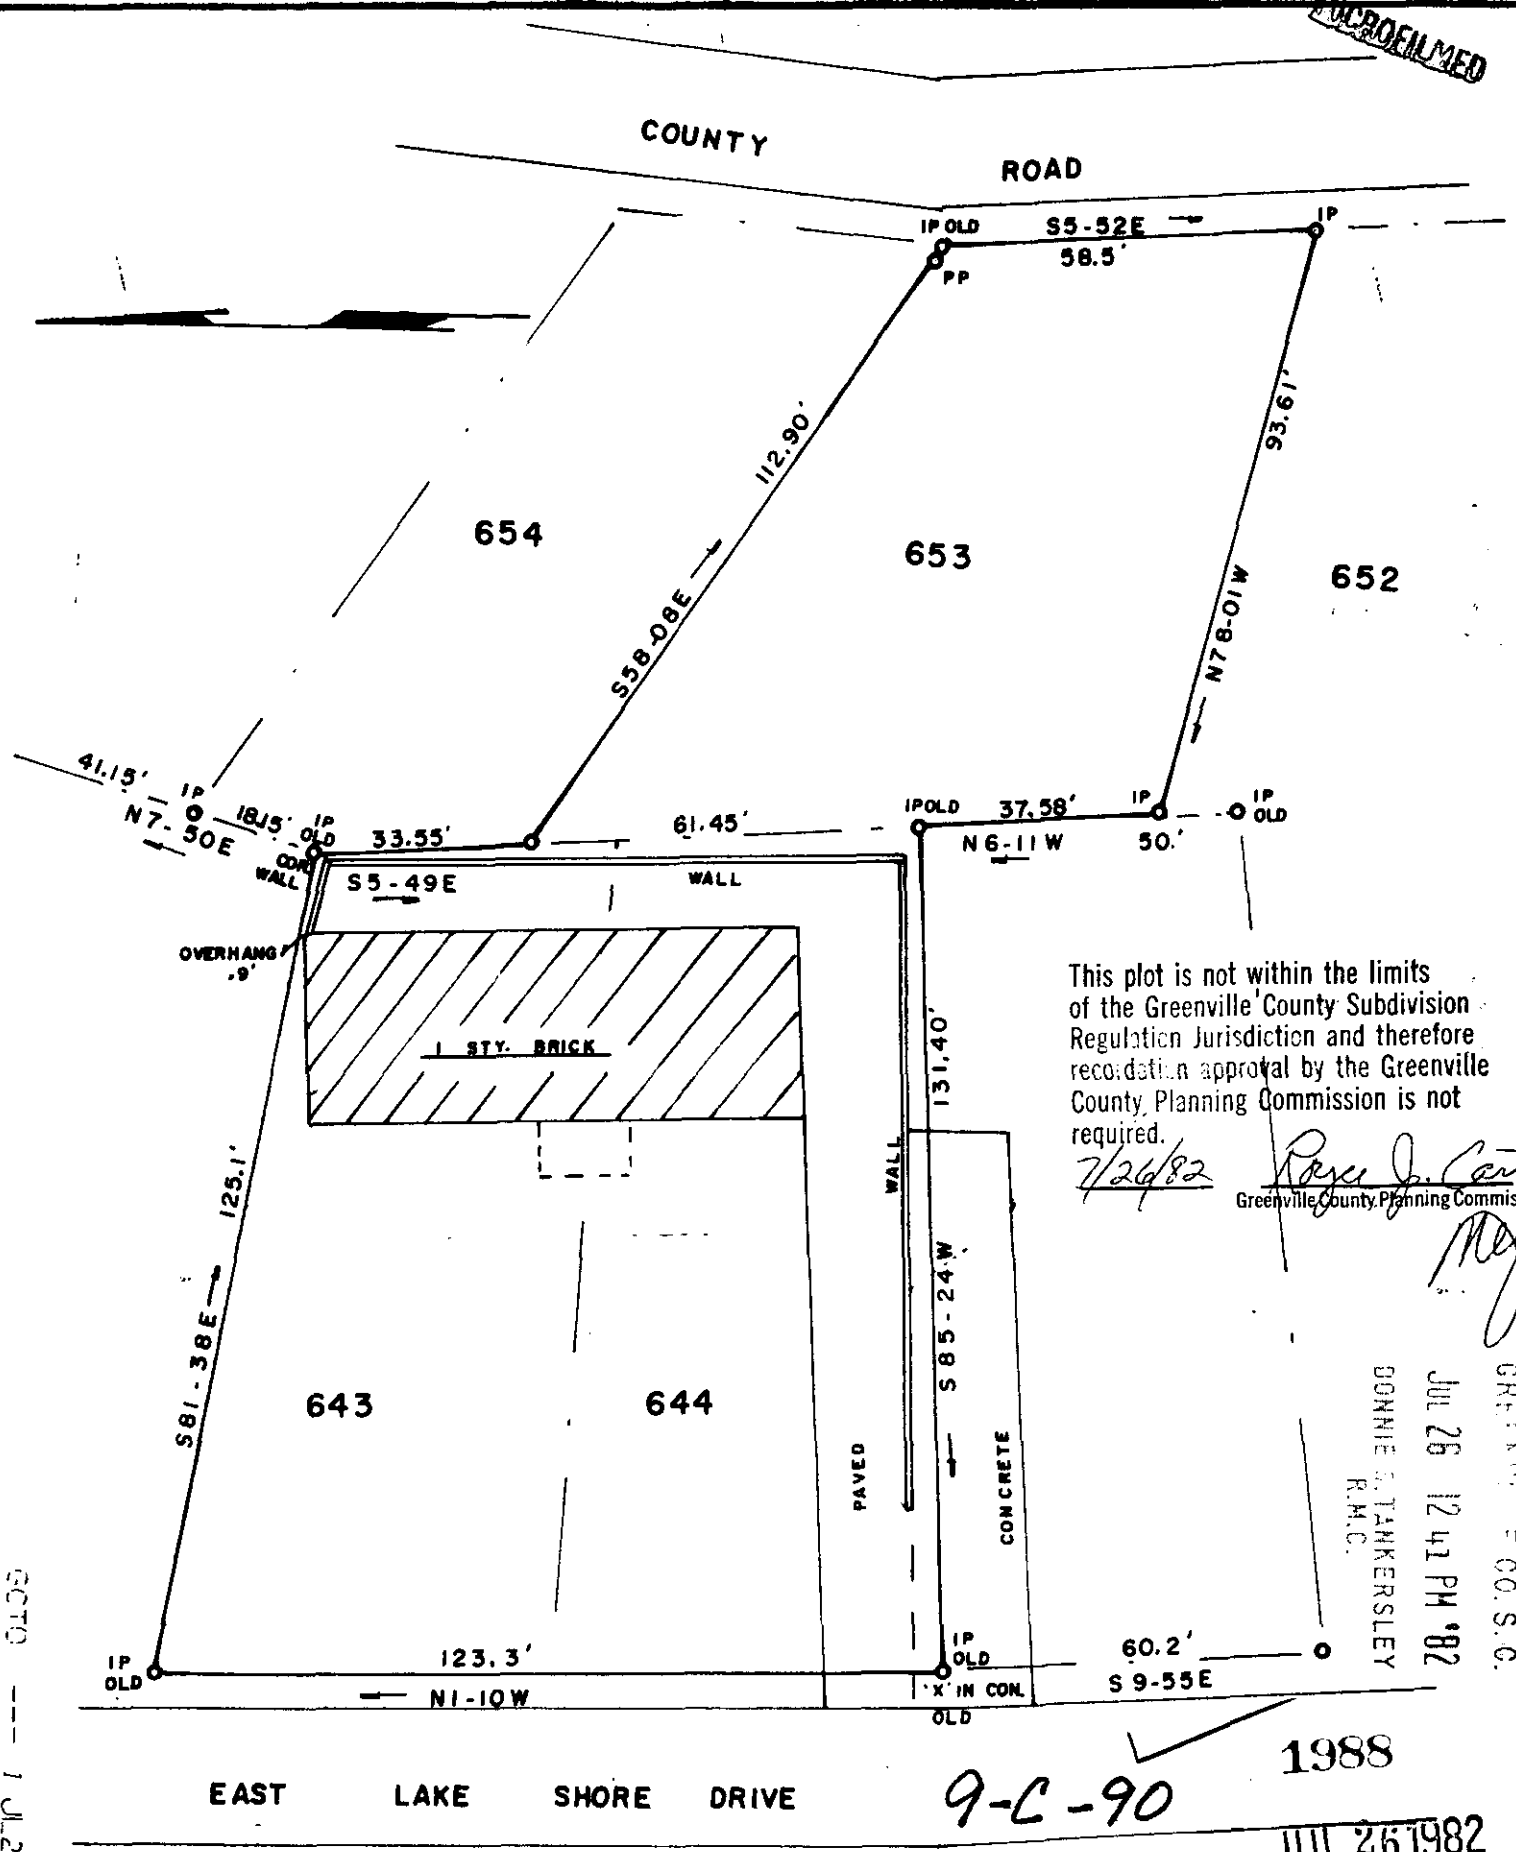 MICROFILMED
COUNTY ROAD
IP OLD
S5-52E
IP
58.5'
PP
112.90'
93.61'
654
653
652
S58-08E
N78-01W
41.15'
IP
N7-50E
18.15'
IP
OLD
COR.
WALL
33.55'
61.45'
IPOLD
37.58'
IP
IP
OLD
N6-11W
50.'
S5-49E
WALL
OVERHANG
.9'
1 STY. BRICK
131.40'
This plot is not within the limits
of the Greenville County Subdivision
Regulation Jurisdiction and therefore
recordation approval by the Greenville
County Planning Commission is not
required.
7/26/82
Greenville County Planning Commis
125.1'
WALL
S85-24W
S81-38E
643
644
PAVED
CONCRETE
CO. S.C.
JUL 26 12 41 PM '82
DONNIE S. TANKERSLEY
R.M.C.
IP
OLD
123.3'
N1-10W
IP
OLD
'X' IN CON.
OLD
60.2'
S9-55E
GCTO --- 1 JL2
1988
EAST LAKE SHORE DRIVE
9-C-90
JUL 26 1982